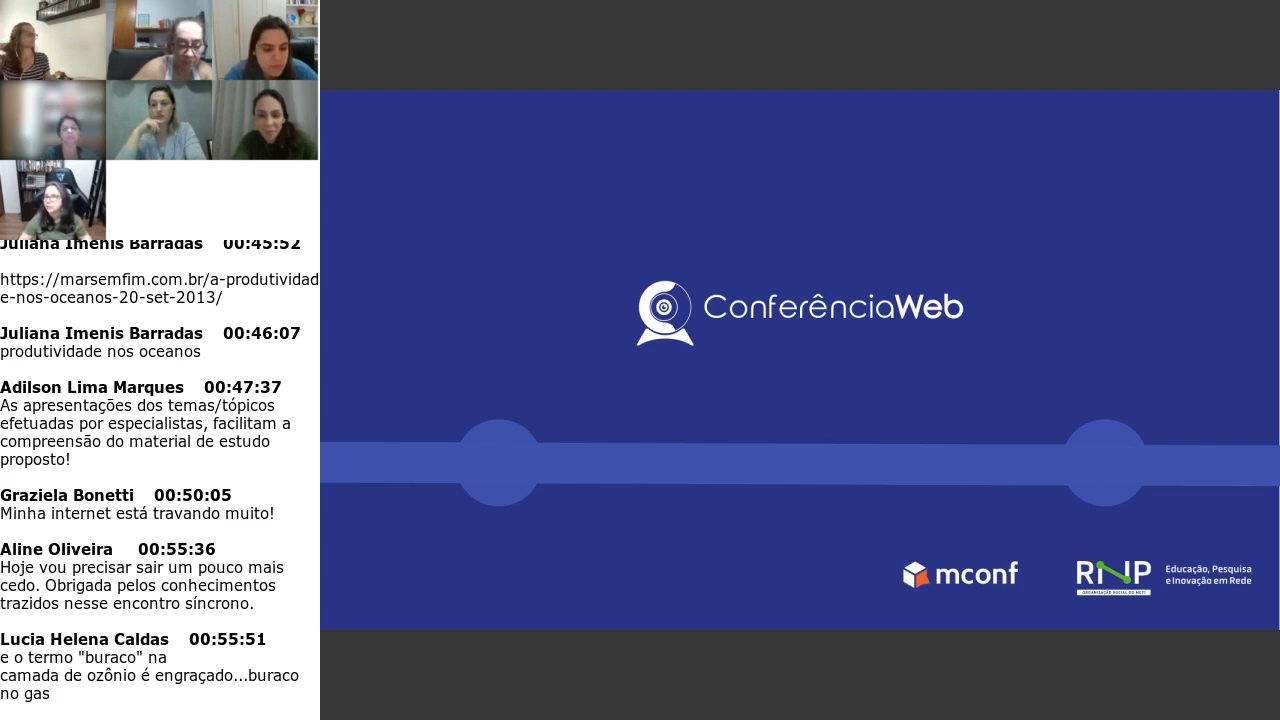 Juliana Imenis Barradas 00:45:52
https://marsemfim.com.br/a-produtividad
e-nos-oceanos-20-set-2013/
Juliana Imenis Barradas 00:46:07
produtividade nos oceanos
Adilson Lima Marques 00:47:37
As apresentações dos temas/tópicos
efetuadas por especialistas, facilitam a
compreensão do material de estudo
proposto!
Graziela Bonetti 00:50:05
Minha internet está travando muito!
Aline Oliveira 00:55:36
Hoje vou precisar sair um pouco mais
cedo. Obrigada pelos conhecimentos
trazidos nesse encontro síncrono.
Lucia Helena Caldas 00:55:51
e o termo "buraco" na
camada de ozônio é engraçado...buraco
no gas
ConferênciaWeb
mconf
RNP
ORGANIZAÇÃO SOCIAL DO MCTI
Educação, Pesquisa
e Inovação em Rede